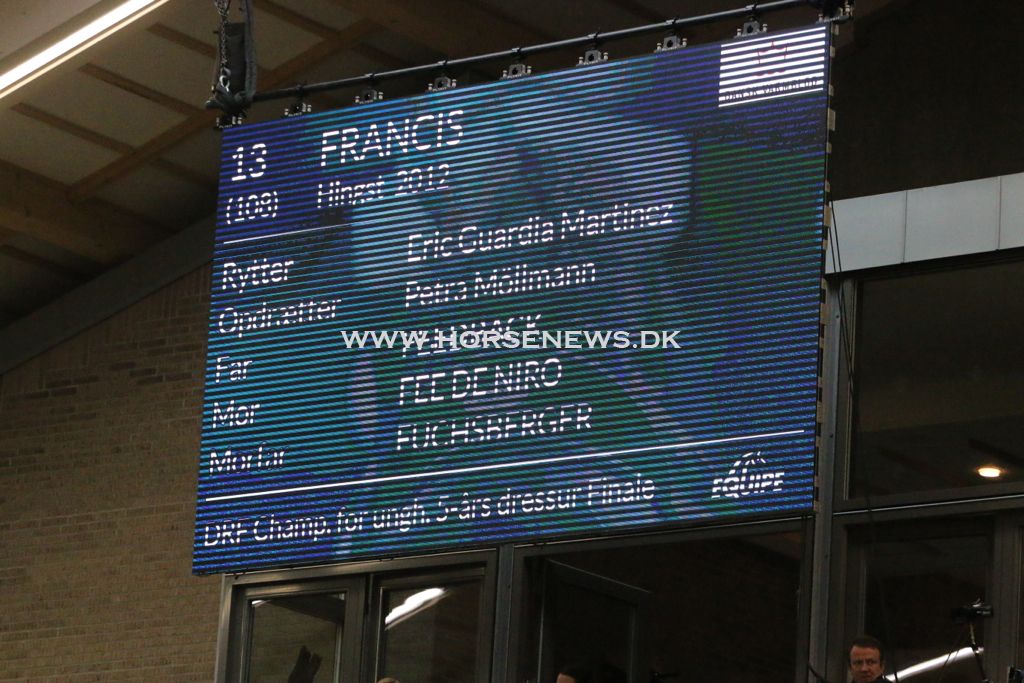 13 FRANCIS
(108) Hingst 2012
Rytter Eric Guardia Martinez
Opdrætter Petra Möllmann
Far
WWW.HORSENEWS.DK
Mor FEE DE NIRO
Morfar FUCHSBERGER
DRF Champ. for ungh. 5-års dressur Finale
EQUIPE